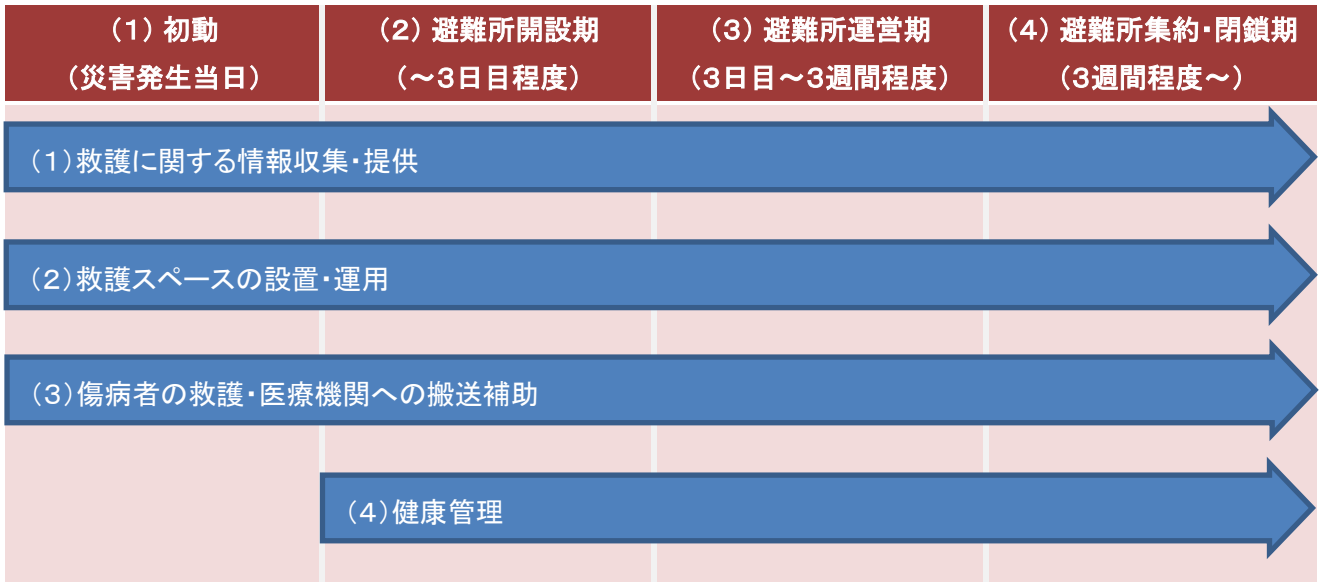 （１）初動
（災害発生当日）
（２）避難所開設期
（～３日目程度）
（３）避難所運営期
（３日目～３週間程度）
（４）避難所集約・閉鎖期
（３週間程度～）
（１）救護に関する情報収集・提供
（２）救護スペースの設置・運用
（３）傷病者の救護・医療機関への搬送補助
（４）健康管理